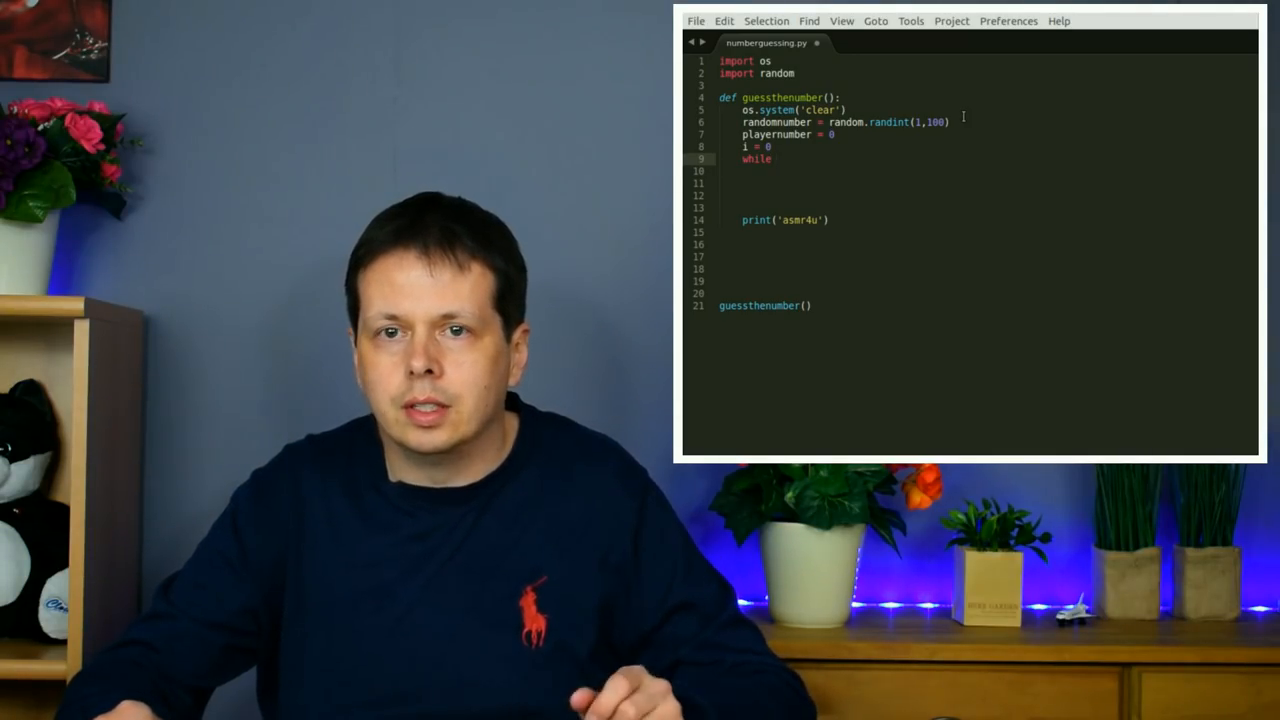 File Edit Selection Find View Goto Tools Project Preferences Help
numberguessing.py
1 import os
2 import random
3
4 def guessthenumber():
5 os.system('clear')
6 randomnumber = random.randint(1,100)
7 playernumber = 0
8 i = 0
9 while
10
11
12
13
14 print('asmr4u')
15
16
17
18
19
20
21 guessthenumber()
HERB GARDEN